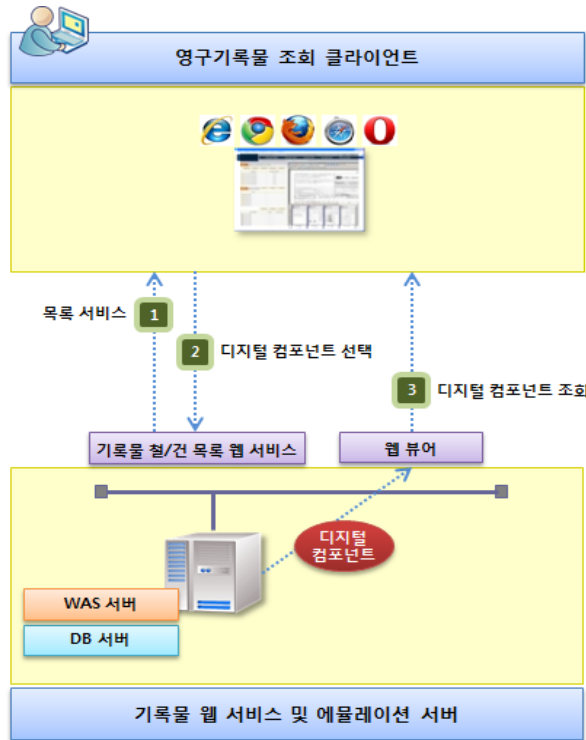 영구기록물 조회 클라이언트
목록 서비스
1
2
디지털 컴포넌트 선택
3
디지털 컴포넌트 조회
기록물 철/건 목록 웹 서비스
웹 뷰어
디지털
컴포넌트
WAS 서버
DB 서버
기록물 웹 서비스 및 에뮬레이션 서버